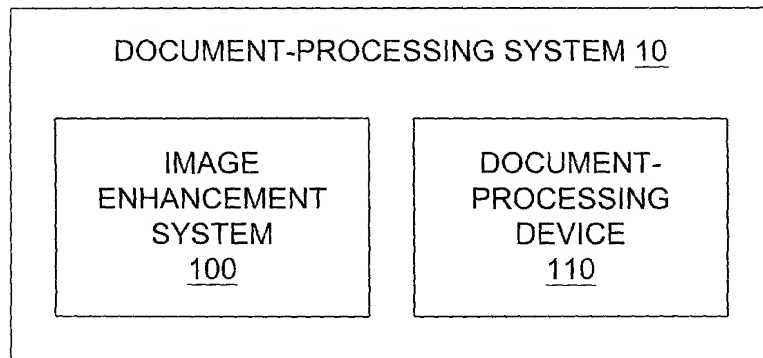 DOCUMENT-PROCESSING SYSTEM 10
IMAGE
ENHANCEMENT
SYSTEM
100
DOCUMENT-
PROCESSING
DEVICE
110